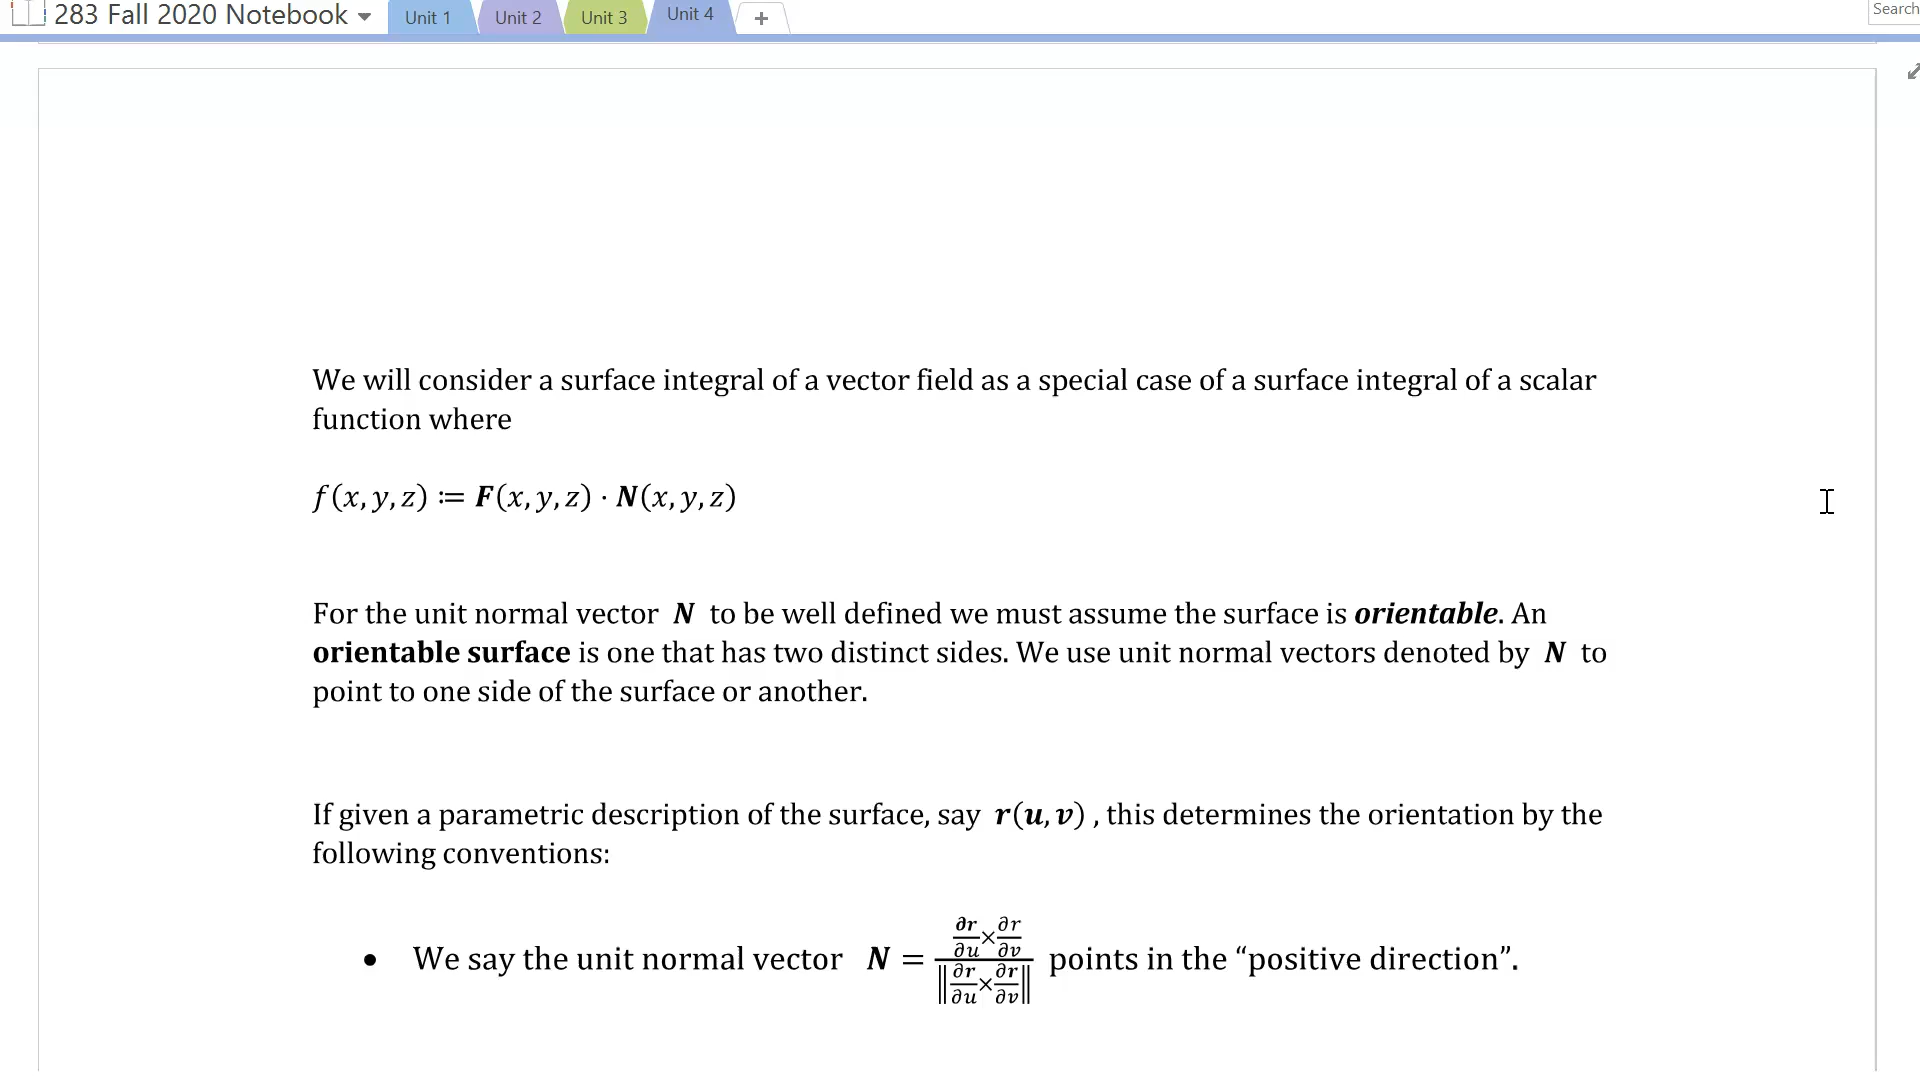 283 Fall 2020 Notebook Unit 1 Unit 2 Unit 3 Unit 4 + Search
We will consider a surface integral of a vector field as a special case of a surface integral of a scalar
function where
f(x, y, z) ≔ F(x, y, z) · N(x, y, z)
For the unit normal vector N to be well defined we must assume the surface is orientable. An
orientable surface is one that has two distinct sides. We use unit normal vectors denoted by N to
point to one side of the surface or another.
If given a parametric description of the surface, say r(u, v) , this determines the orientation by the
following conventions:
• We say the unit normal vector N = (∂r/∂u × ∂r/∂v) / ‖∂r/∂u × ∂r/∂v‖ points in the “positive direction”.